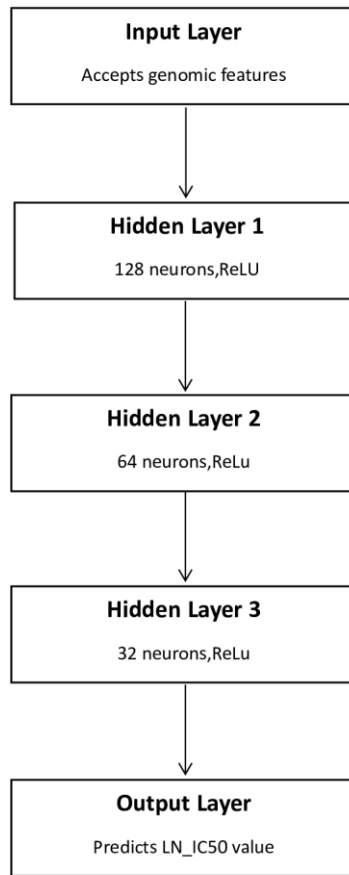 Input Layer
Accepts genomic features
Hidden Layer 1
128 neurons,ReLU
Hidden Layer 2
64 neurons,ReLu
Hidden Layer 3
32 neurons,ReLu
Output Layer
Predicts LN_IC50 value